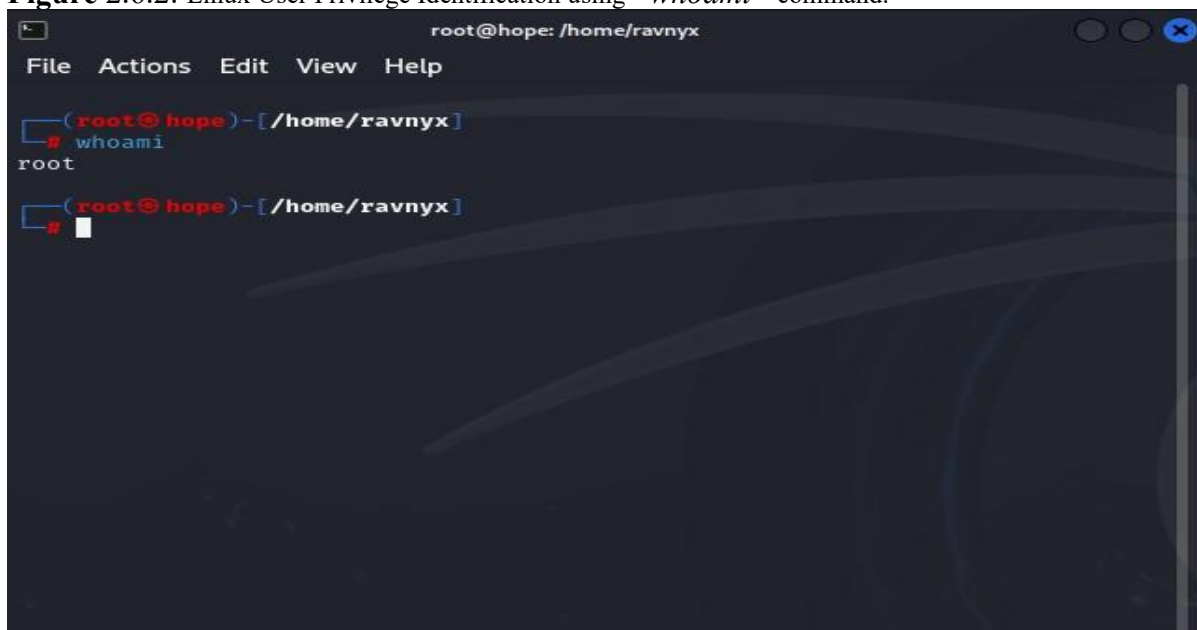 Figure 2.6.2: Linux User Privilege Identification using "whoami" command.
root@hope: /home/ravnyx
File Actions Edit View Help
┌──(root㉿hope)-[/home/ravnyx]
└─# whoami
root
┌──(root㉿hope)-[/home/ravnyx]
└─#